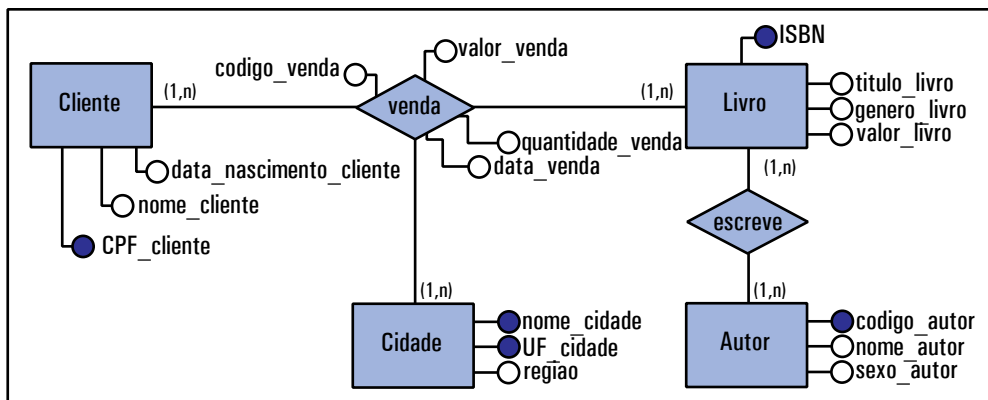 ISBN
valor_venda
codigo_venda
Cliente
(1,n)
venda
(1,n)
Livro
titulo_livro
genero_livro
valor_livro
quantidade_venda
data_venda
data_nascimento_cliente
nome_cliente
CPF_cliente
(1,n)
escreve
(1,n)
(1,n)
Cidade
nome_cidade
UF_cidade
regiao
Autor
codigo_autor
nome_autor
sexo_autor